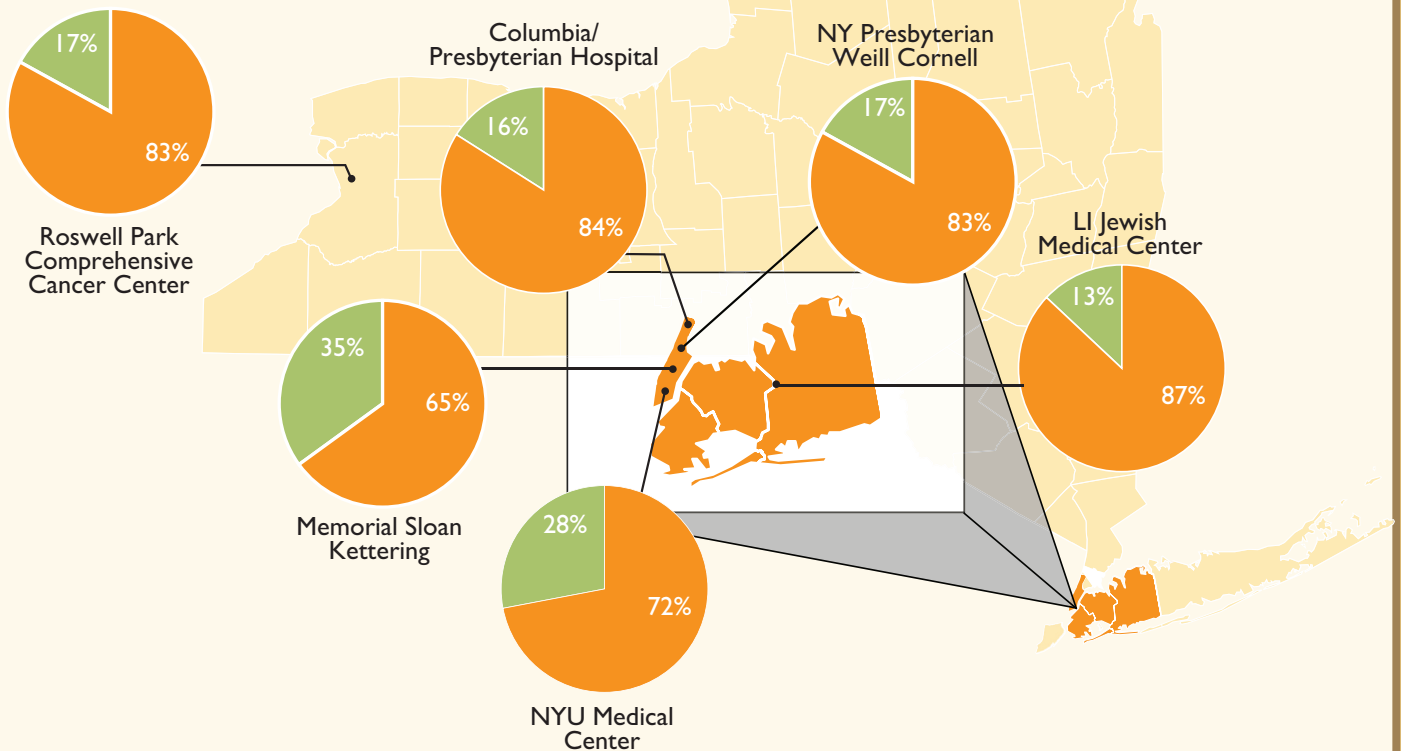 17%
83%
Roswell Park
Comprehensive
Cancer Center
Columbia/
Presbyterian Hospital
16%
84%
NY Presbyterian
Weill Cornell
17%
83%
LI Jewish
Medical Center
13%
87%
35%
65%
Memorial Sloan
Kettering
28%
72%
NYU Medical
Center